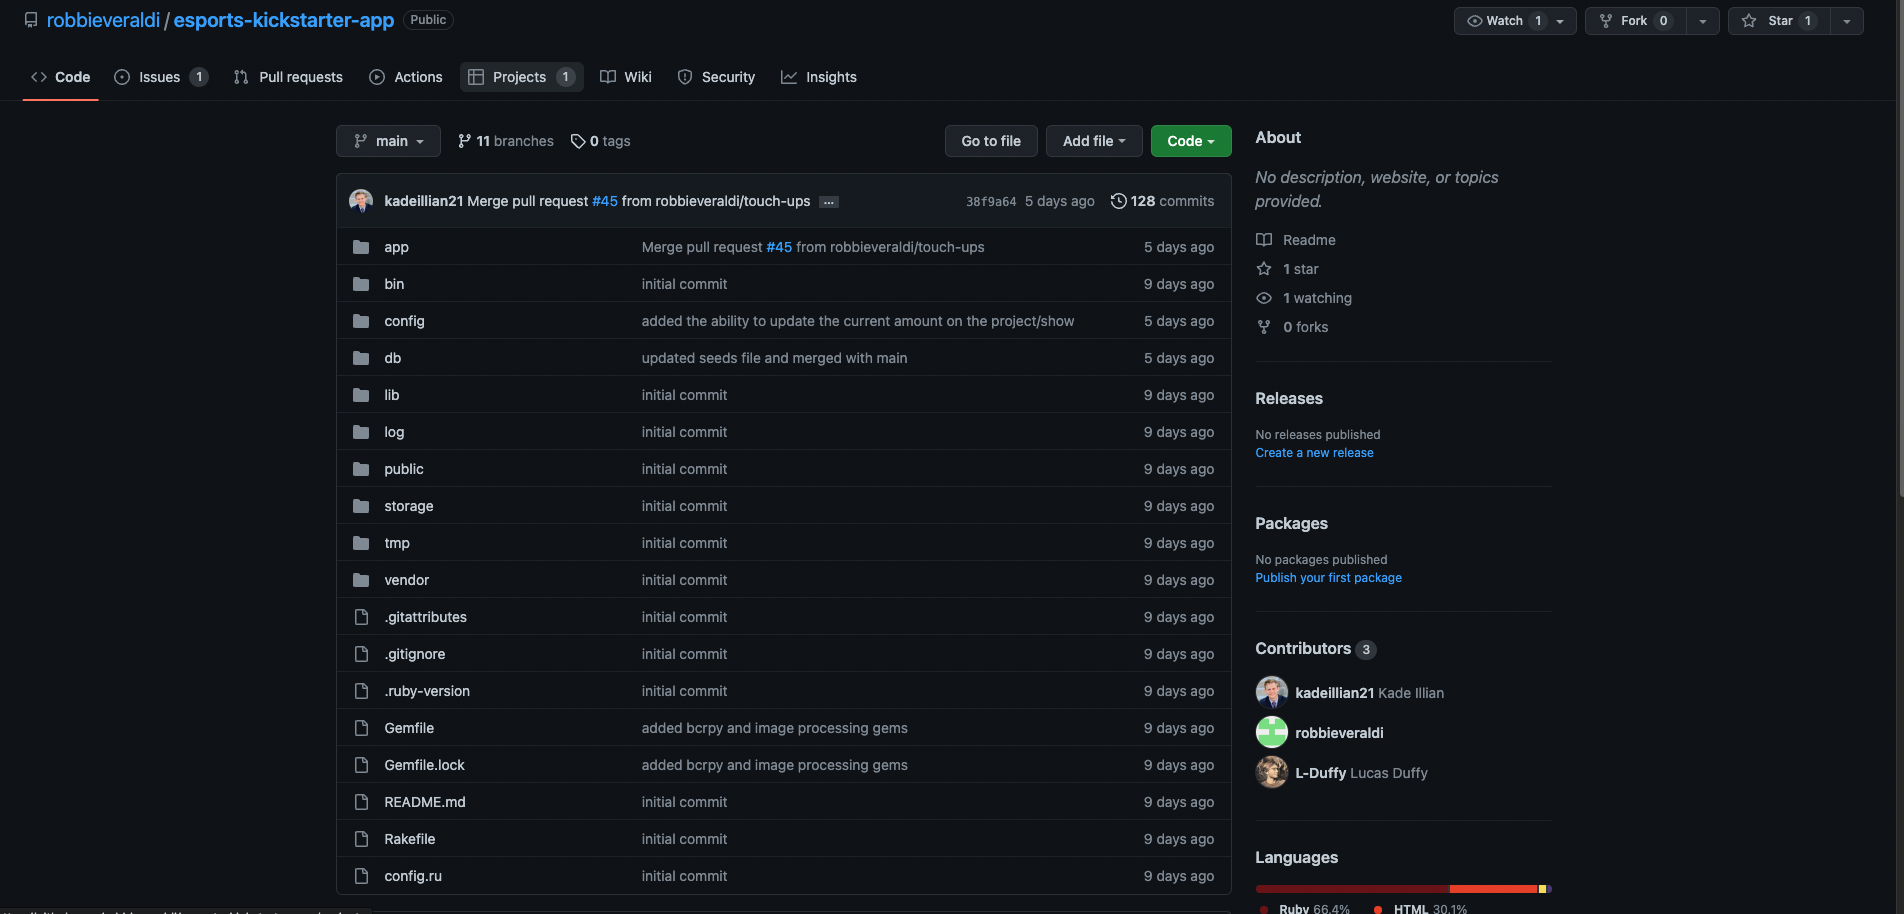 robbieveraldi / esports-kickstarter-app Public
Watch 1 Fork 0 Star 1
Code Issues 1 Pull requests Actions Projects 1 Wiki Security Insights
main 11 branches 0 tags Go to file Add file Code
kadeillian21 Merge pull request #45 from robbieveraldi/touch-ups ... 38f9a64 5 days ago 128 commits
app Merge pull request #45 from robbieveraldi/touch-ups 5 days ago
bin initial commit 9 days ago
config added the ability to update the current amount on the project/show 5 days ago
db updated seeds file and merged with main 5 days ago
lib initial commit 9 days ago
log initial commit 9 days ago
public initial commit 9 days ago
storage initial commit 9 days ago
tmp initial commit 9 days ago
vendor initial commit 9 days ago
.gitattributes initial commit 9 days ago
.gitignore initial commit 9 days ago
.ruby-version initial commit 9 days ago
Gemfile added bcrpy and image processing gems 9 days ago
Gemfile.lock added bcrpy and image processing gems 9 days ago
README.md initial commit 9 days ago
Rakefile initial commit 9 days ago
config.ru initial commit 9 days ago
About
No description, website, or topics
provided.
Readme
1 star
1 watching
0 forks
Releases
No releases published
Create a new release
Packages
No packages published
Publish your first package
Contributors 3
kadeillian21 Kade Illian
robbieveraldi
L-Duffy Lucas Duffy
Languages
Ruby 66.4% HTML 30.1%